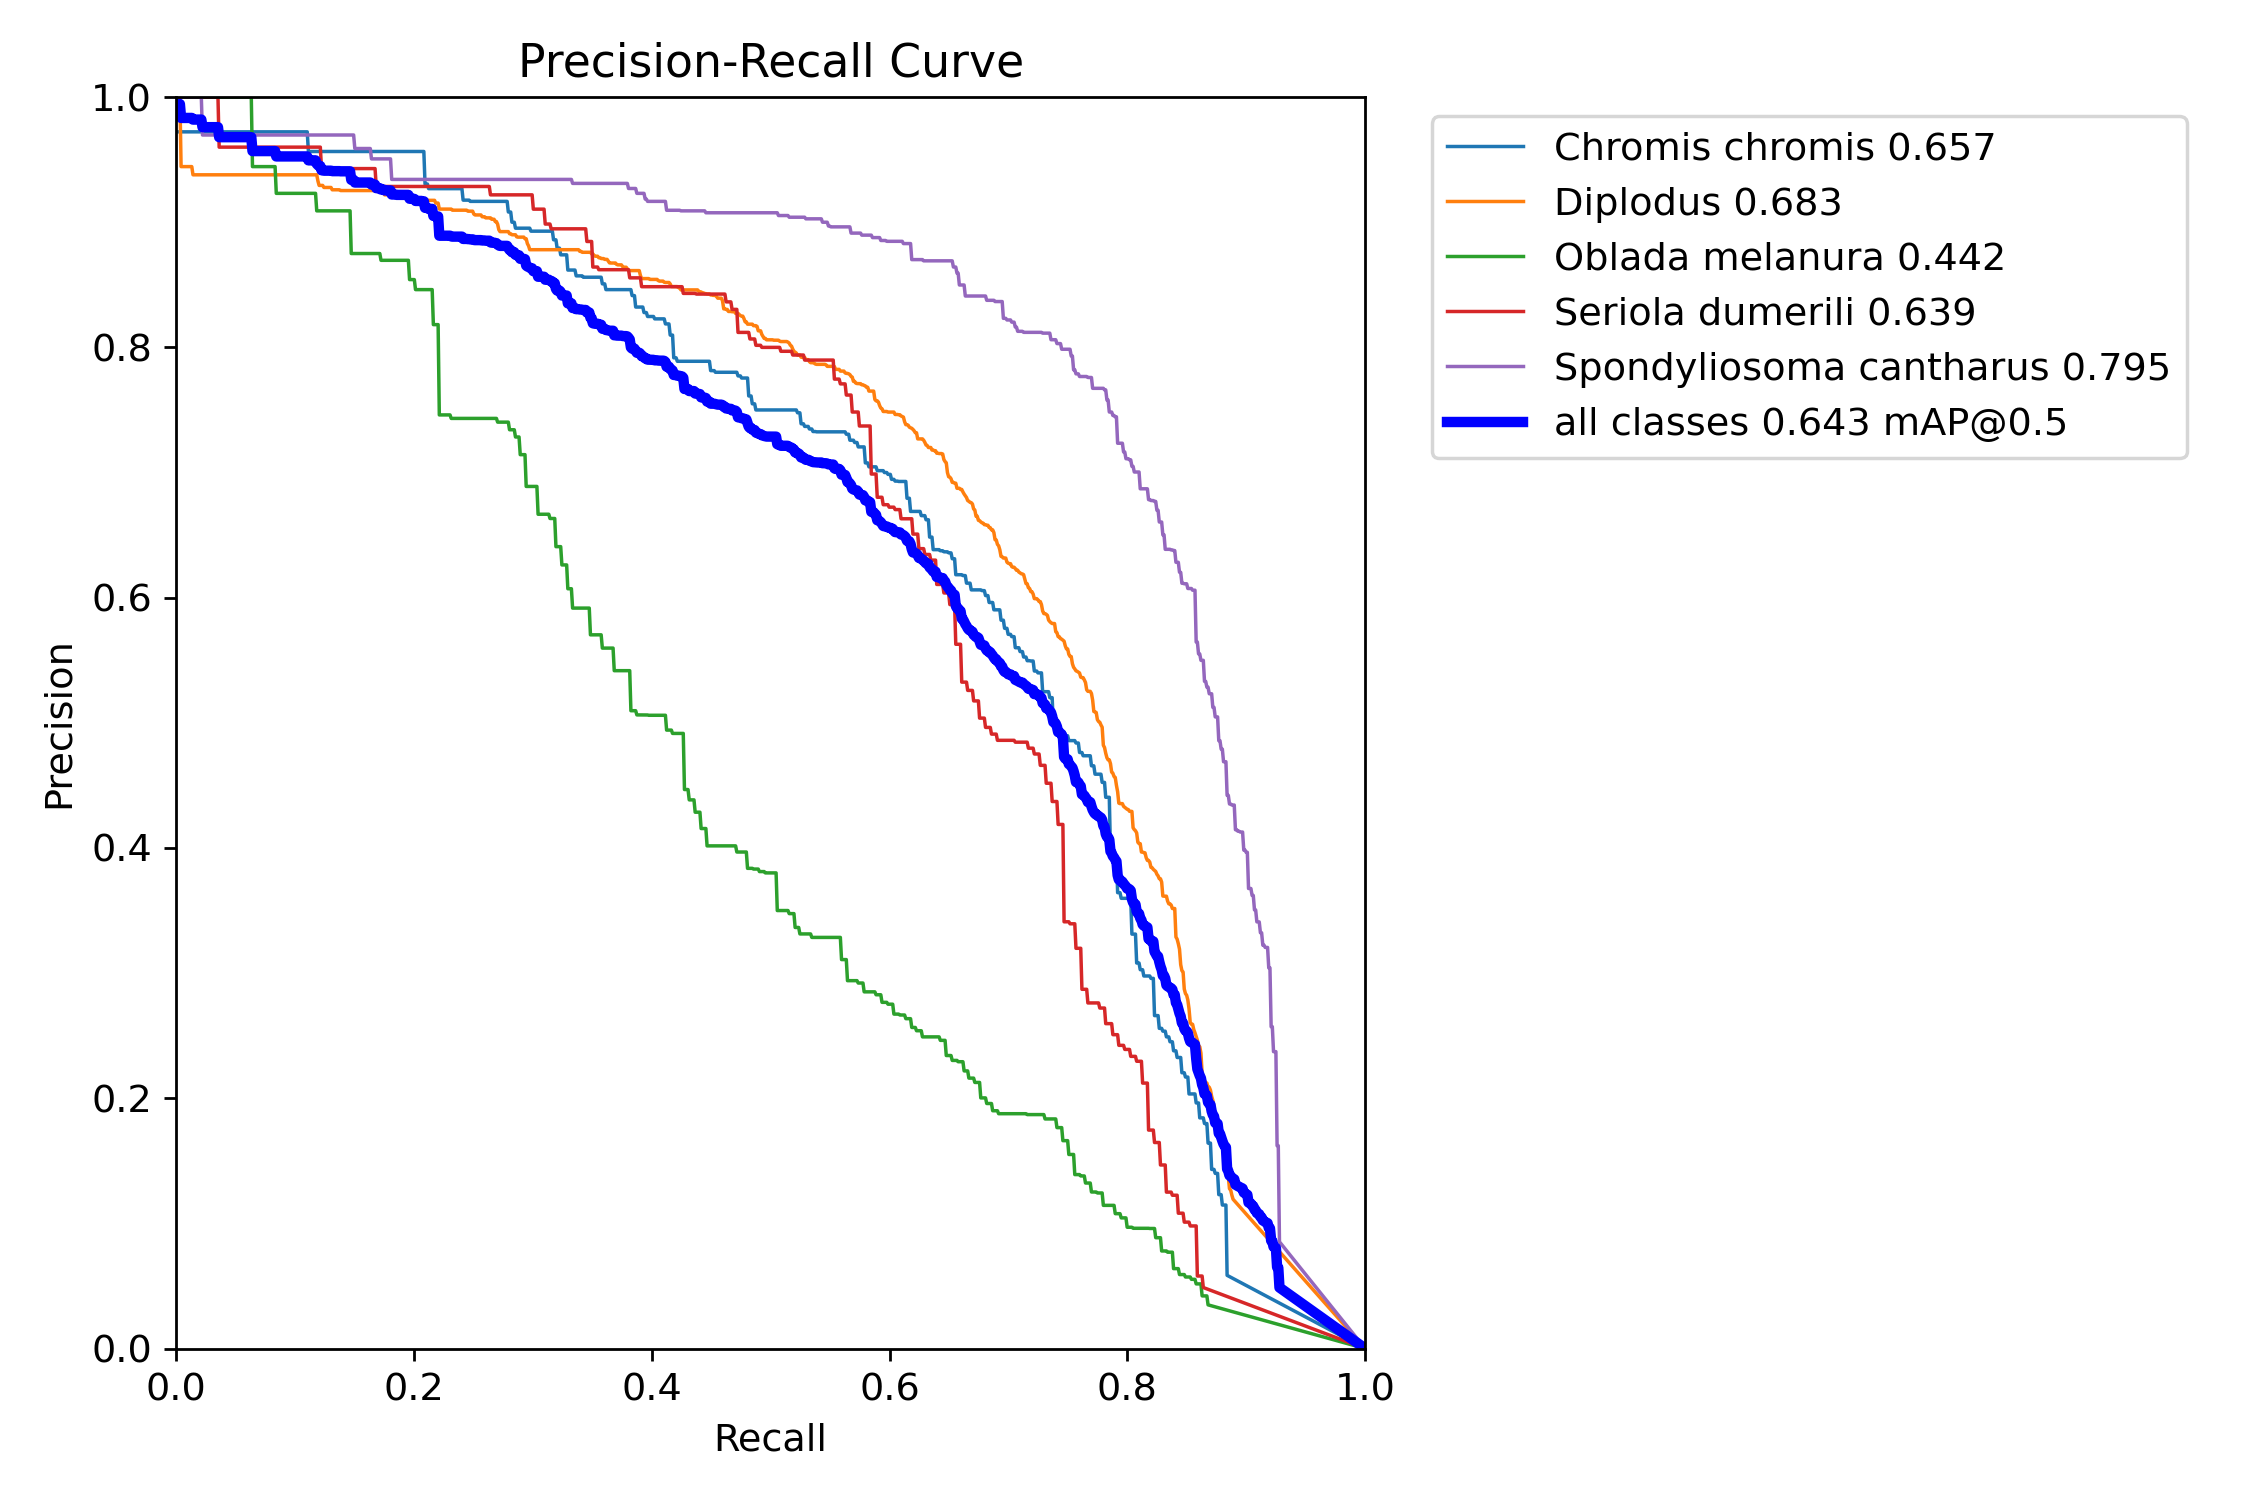 Precision-Recall Curve
1.0
0.8
0.6
0.4
0.2
0.0
Precision
0.0 0.2 0.4 0.6 0.8 1.0
Recall
Chromis chromis 0.657
Diplodus 0.683
Oblada melanura 0.442
Seriola dumerili 0.639
Spondyliosoma cantharus 0.795
all classes 0.643 mAP@0.5